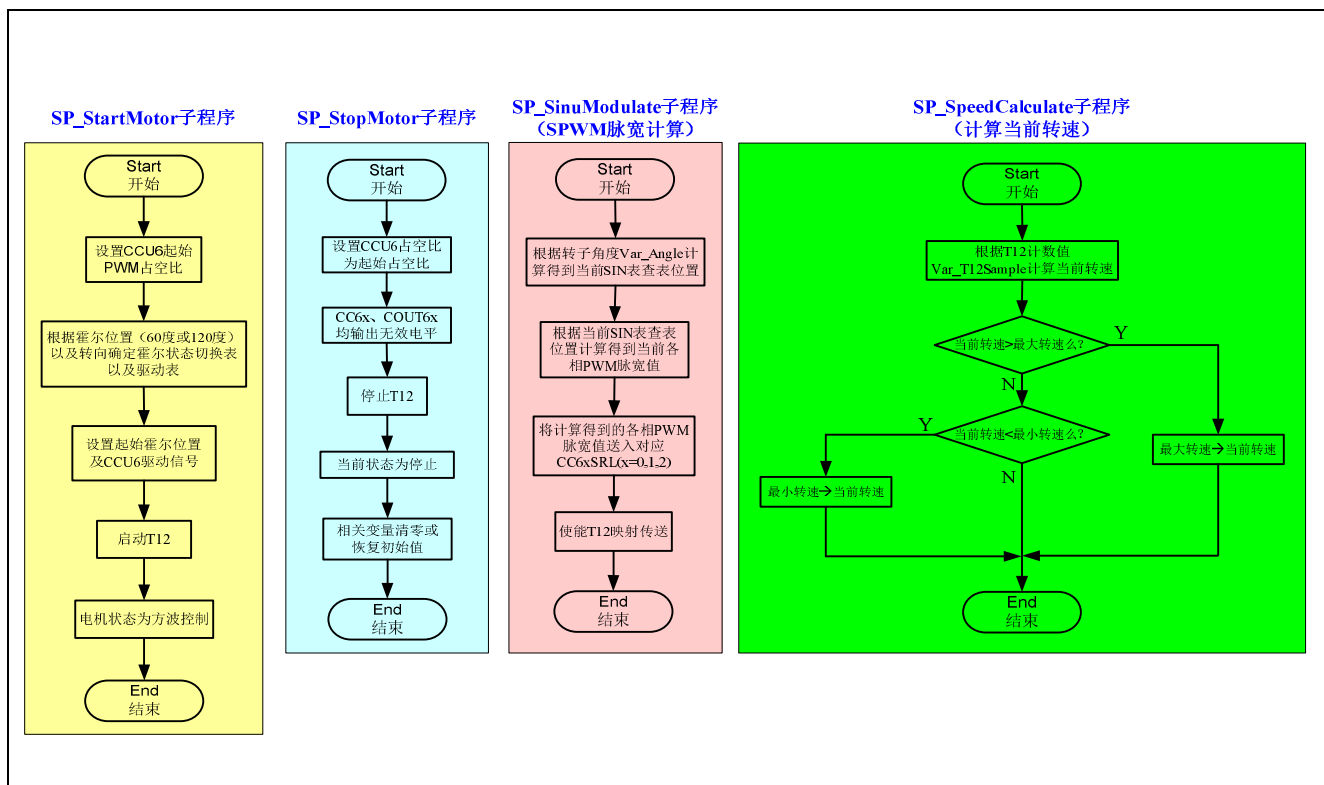 SP_StartMotor子程序
Start
开始
设置CCU6起始
PWM占空比
根据霍尔位置（60度或120度）
以及转向确定霍尔状态切换表
以及驱动表
设置起始霍尔位置
及CCU6驱动信号
启动T12
电机状态为方波控制
End
结束
SP_StopMotor子程序
Start
开始
设置CCU6占空比
为起始占空比
CC6x、COUT6x
均输出无效电平
停止T12
当前状态为停止
相关变量清零或
恢复初始值
End
结束
SP_SinuModulate子程序
（SPWM脉宽计算）
Start
开始
根据转子角度Var_Angle计
算得到当前SIN表查表位置
根据当前SIN表查表
位置计算得到当前各
相PWM脉宽值
将计算得到的各相PWM
脉宽值送入对应
CC6xSRL(x=0,1,2)
使能T12映射传送
End
结束
SP_SpeedCalculate子程序
（计算当前转速）
Start
开始
根据T12计数值
Var_T12Sample计算当前转速
当前转速>最大转速么?
Y
N
当前转速<最小转速么?
Y
N
最大转速→当前转速
最小转速→当前转速
End
结束